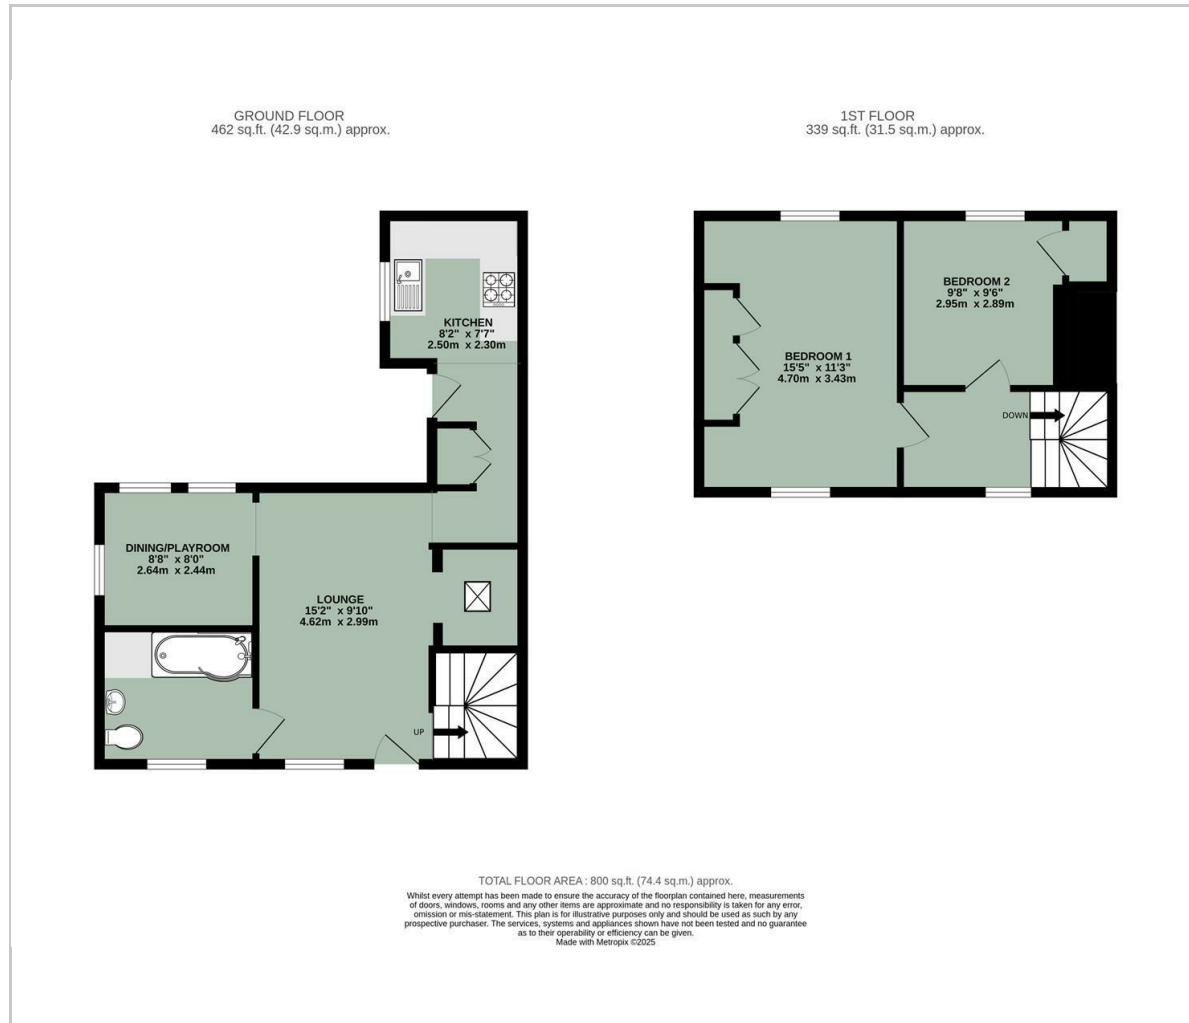 GROUND FLOOR
462 sq.ft. (42.9 sq.m.) approx.
1ST FLOOR
339 sq.ft. (31.5 sq.m.) approx.
KITCHEN
8'2" x 7'7"
2.50m x 2.30m
DINING/PLAYROOM
8'8" x 8'0"
2.64m x 2.44m
LOUNGE
15'2" x 9'10"
4.62m x 2.99m
UP
BEDROOM 1
15'5" x 11'3"
4.70m x 3.43m
BEDROOM 2
9'8" x 9'6"
2.95m x 2.89m
DOWN
TOTAL FLOOR AREA : 800 sq.ft. (74.4 sq.m.) approx.
Whilst every attempt has been made to ensure the accuracy of the floorplan contained here, measurements
of doors, windows, rooms and any other items are approximate and no responsibility is taken for any error,
omission or mis-statement. This plan is for illustrative purposes only and should be used as such by any
prospective purchaser. The services, systems and appliances shown have not been tested and no guarantee
as to their operability or efficiency can be given.
Made with Metropix ©2025